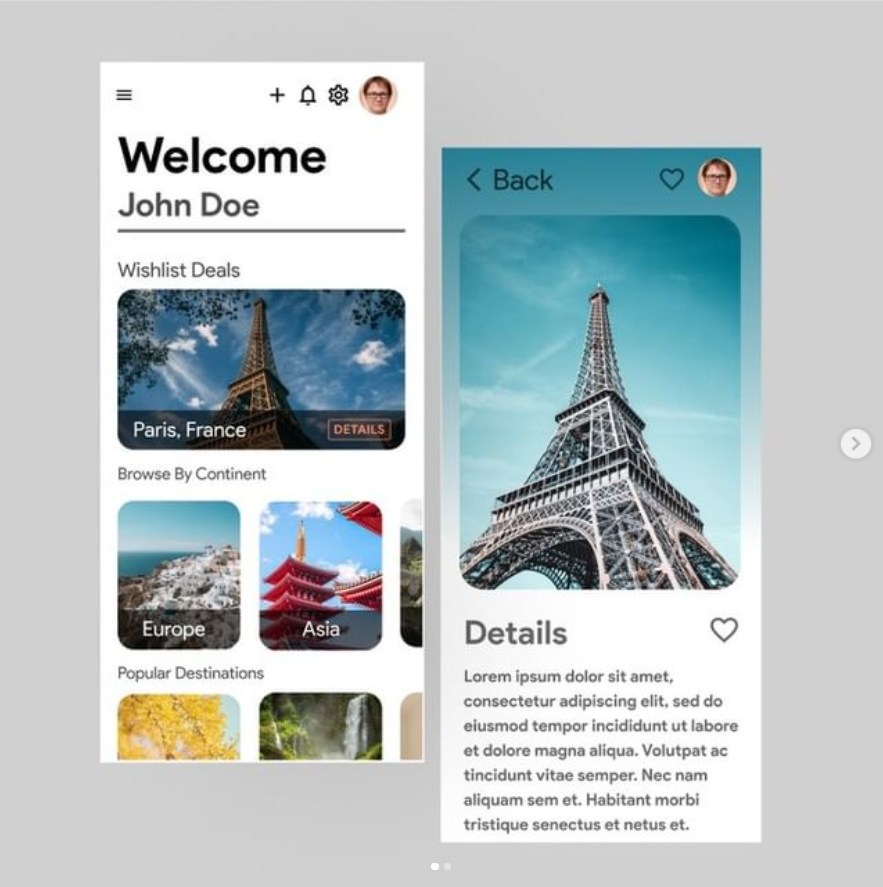 Welcome
John Doe
Wishlist Deals
Paris, France
DETAILS
Browse By Continent
Europe
Asia
Popular Destinations
Back
Details
Lorem ipsum dolor sit amet,
consectetur adipiscing elit, sed do
eiusmod tempor incididunt ut labore
et dolore magna aliqua. Volutpat ac
tincidunt vitae semper. Nec nam
aliquam sem et. Habitant morbi
tristique senectus et netus et.